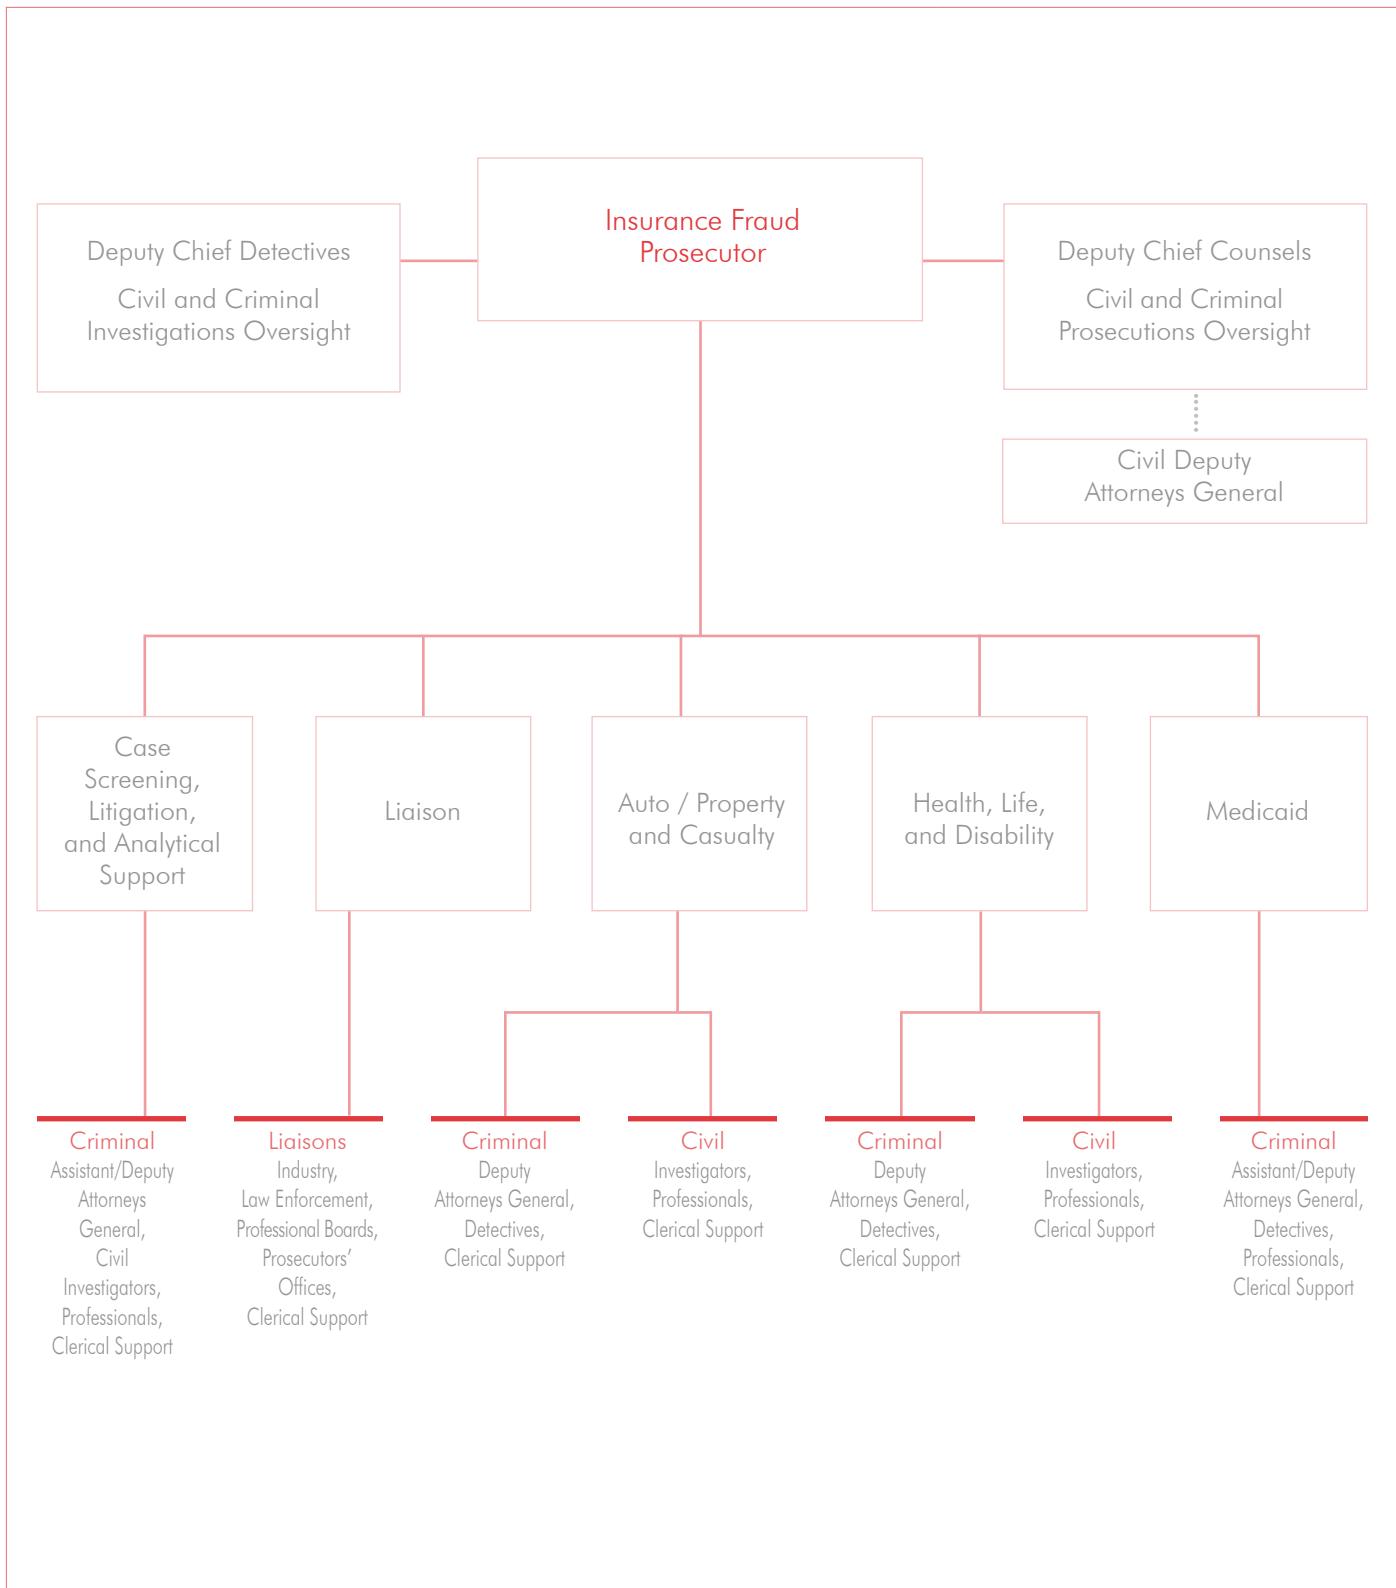 Insurance Fraud
Prosecutor
Deputy Chief Detectives
Civil and Criminal
Investigations Oversight
Deputy Chief Counsels
Civil and Criminal
Prosecutions Oversight
Civil Deputy
Attorneys General
Case
Screening,
Litigation,
and Analytical
Support
Liaison
Auto / Property
and Casualty
Health, Life,
and Disability
Medicaid
Criminal
Assistant/Deputy
Attorneys
General,
Civil
Investigators,
Professionals,
Clerical Support
Liaisons
Industry,
Law Enforcement,
Professional Boards,
Prosecutors’
Offices,
Clerical Support
Criminal
Deputy
Attorneys General,
Detectives,
Clerical Support
Civil
Investigators,
Professionals,
Clerical Support
Criminal
Deputy
Attorneys General,
Detectives,
Clerical Support
Civil
Investigators,
Professionals,
Clerical Support
Criminal
Assistant/Deputy
Attorneys General,
Detectives,
Professionals,
Clerical Support